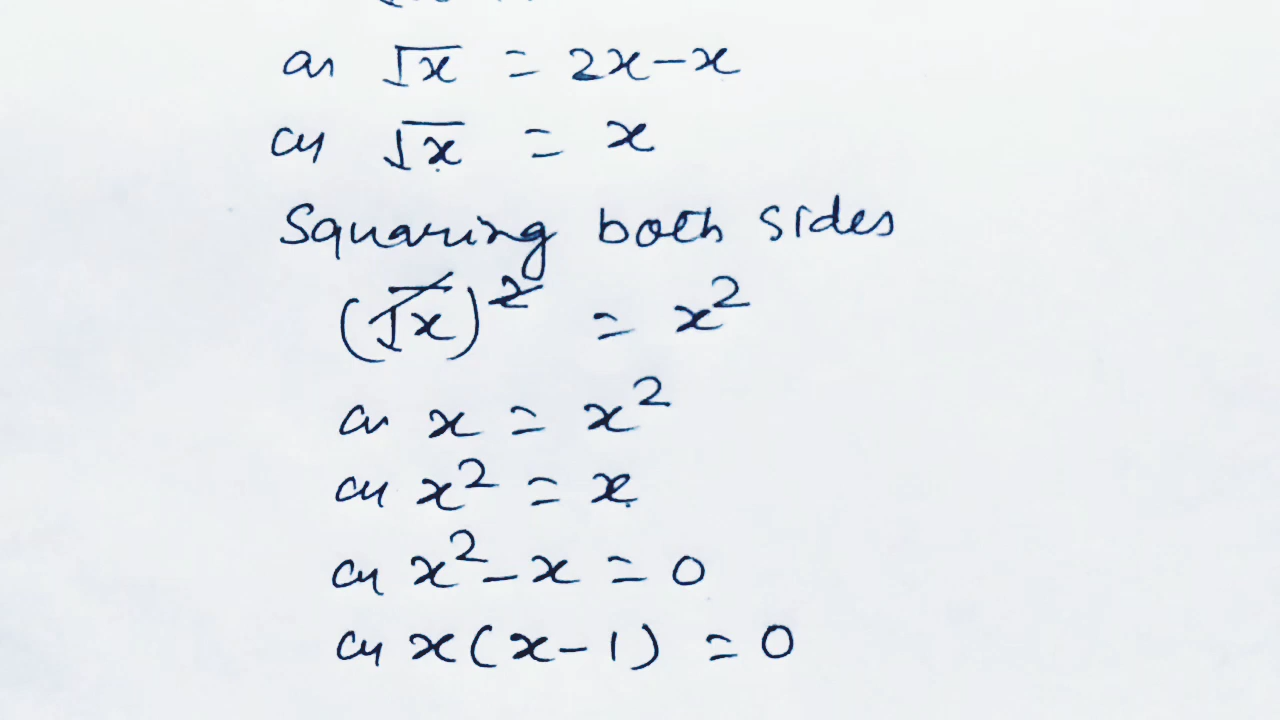 or √x = 2x-x
or √x = x
Squaring both sides
(√x)² = x²
or x = x²
or x² = x
or x² - x = 0
or x(x-1) = 0